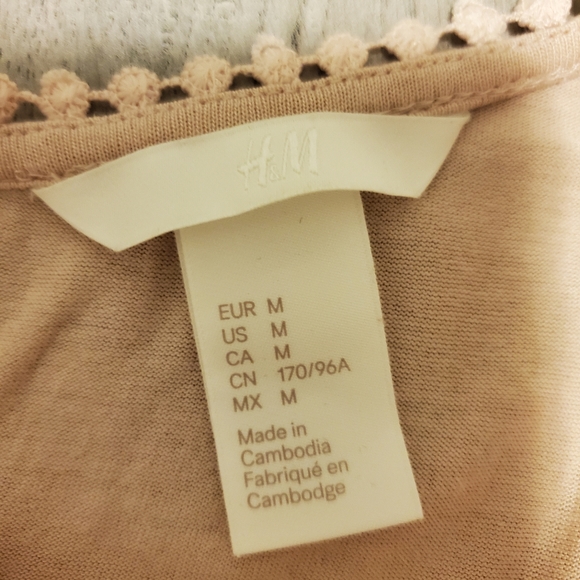 H&M
EUR M
US M
CA M
CN 170/96A
MX M
Made in
Cambodia
Fabriqué en
Cambodge